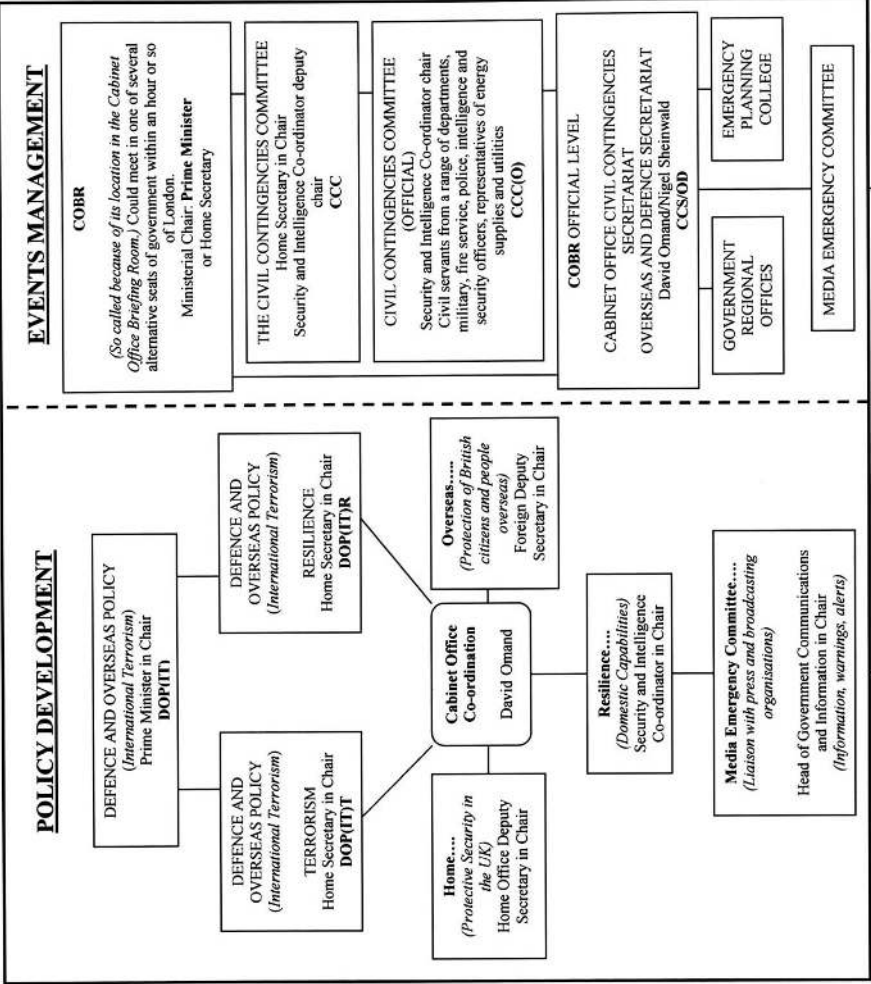 POLICY DEVELOPMENT
DEFENCE AND OVERSEAS POLICY
(International Terrorism)
Prime Minister in Chair
DOP(IT)
DEFENCE AND
OVERSEAS POLICY
(International Terrorism)
TERRORISM
Home Secretary in Chair
DOP(IT)T
DEFENCE AND
OVERSEAS POLICY
(International Terrorism)
RESILIENCE
Home Secretary in Chair
DOP(IT)R
Home....
(Protective Security in
the UK)
Home Office Deputy
Secretary in Chair
Cabinet Office
Co-ordination
David Omand
Overseas.....
(Protection of British
citizens and people
overseas)
Foreign Deputy
Secretary in Chair
Resilience....
(Domestic Capabilities)
Security and Intelligence
Co-ordinator in Chair
Media Emergency Committee....
(Liaison with press and broadcasting
organisations)
Head of Government Communications
and Information in Chair
(Information, warnings, alerts)
EVENTS MANAGEMENT
COBR
(So called because of its location in the Cabinet
Office Briefing Room.) Could meet in one of several
alternative seats of government within an hour or so
of London.
Ministerial Chair: Prime Minister
or Home Secretary
THE CIVIL CONTINGENCIES COMMITTEE
Home Secretary in Chair
Security and Intelligence Co-ordinator deputy
chair
CCC
CIVIL CONTINGENCIES COMMITTEE
(OFFICIAL)
Security and Intelligence Co-ordinator chair
Civil servants from a range of departments,
military, fire service, police, intelligence and
security officers, representatives of energy
supplies and utilities
CCC(O)
COBR OFFICIAL LEVEL
CABINET OFFICE CIVIL CONTINGENCIES
SECRETARIAT
OVERSEAS AND DEFENCE SECRETARIAT
David Omand/Nigel Sheinwald
CCS/OD
GOVERNMENT
REGIONAL
OFFICES
EMERGENCY
PLANNING
COLLEGE
MEDIA EMERGENCY COMMITTEE